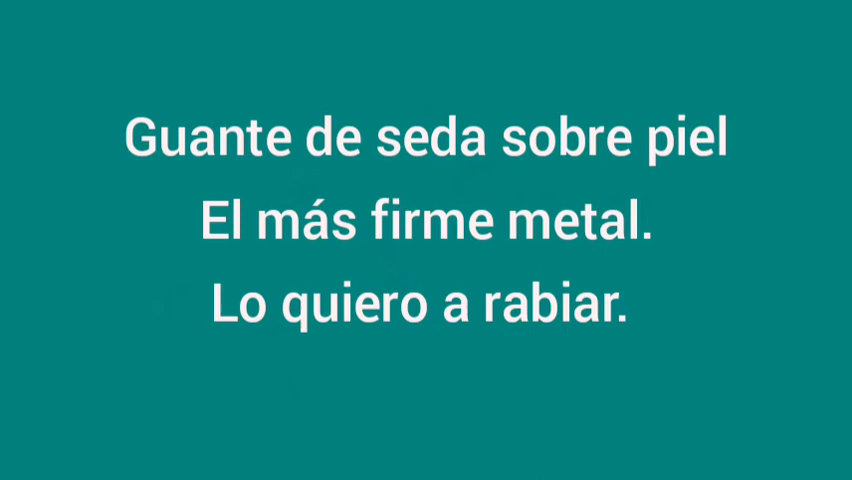 Guante de seda sobre piel
El más firme metal.
Lo quiero a rabiar.